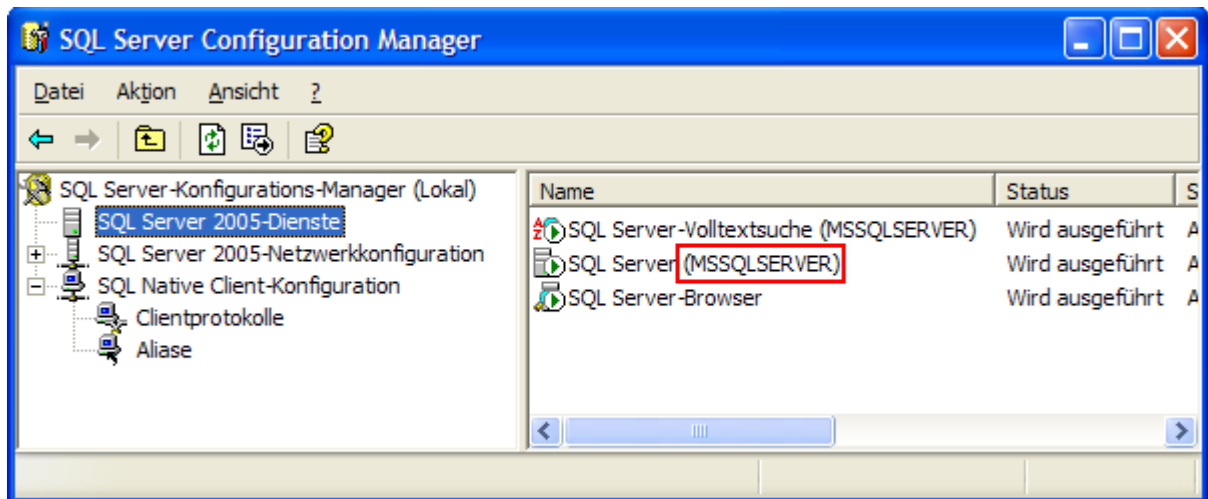 SQL Server Configuration Manager
Datei Aktion Ansicht ?
SQL Server-Konfigurations-Manager (Lokal)
SQL Server 2005-Dienste
SQL Server 2005-Netzwerkkonfiguration
SQL Native Client-Konfiguration
Clientprotokolle
Aliase
Name Status S
SQL Server-Volltextsuche (MSSQLSERVER) Wird ausgeführt A
SQL Server (MSSQLSERVER) Wird ausgeführt A
SQL Server-Browser Wird ausgeführt A